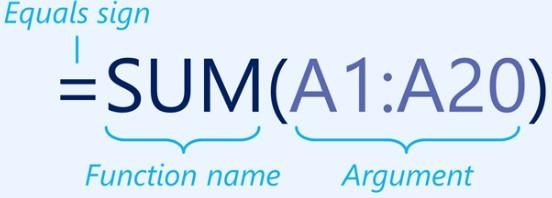 Equals sign
=SUM(A1:A20)
Function name Argument